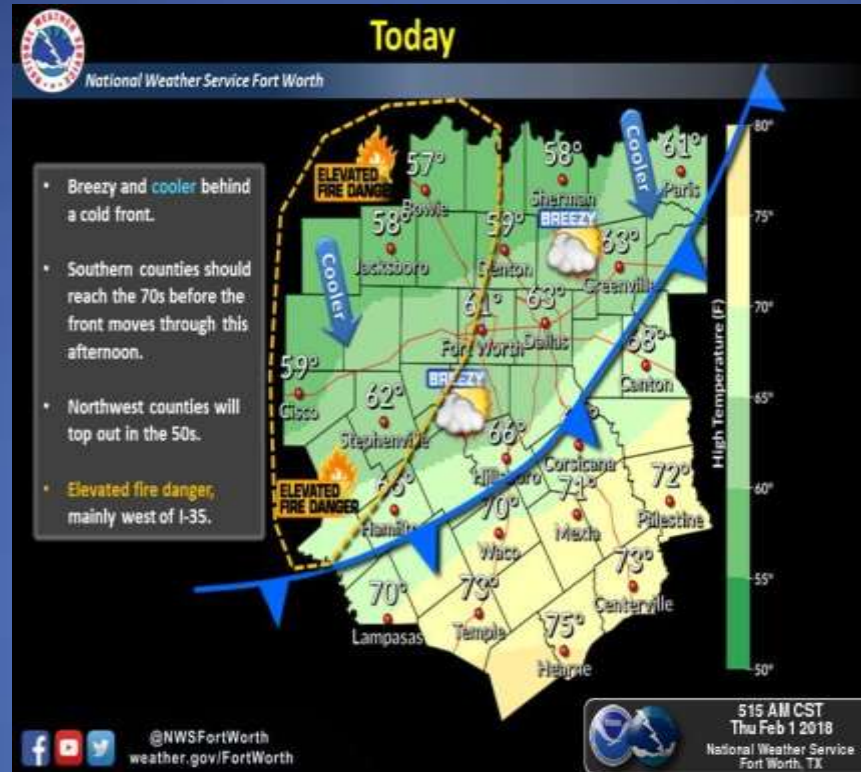 Today
NATIONAL WEATHER SERVICE
National Weather Service Fort Worth
• Breezy and cooler behind
a cold front.
• Southern counties should
reach the 70s before the
front moves through this
afternoon.
• Northwest counties will
top out in the 50s.
• Elevated fire danger,
mainly west of I-35.
ELEVATED
FIRE DANGER
57°
Bowie
58°
Sherman
Cooler
61°
Paris
58°
Jacksboro
59°
Denton
BREEZY
63°
Greenville
Cooler
61°
Fort Worth
63°
Dallas
68°
Canton
59°
Cisco
62°
Stephenville
BREEZY
66°
Hillsboro
Corsicana
ELEVATED
FIRE DANGER
Hamilton
70°
Waco
71°
Mexia
72°
Palestine
70°
Lampasas
73°
Temple
73°
Centerville
75°
Hearne
80°
75°
70°
65°
60°
55°
50°
High Temperature (F)
@NWSFortWorth
weather.gov/FortWorth
515 AM CST
Thu Feb 1 2018
National Weather Service
Fort Worth, TX